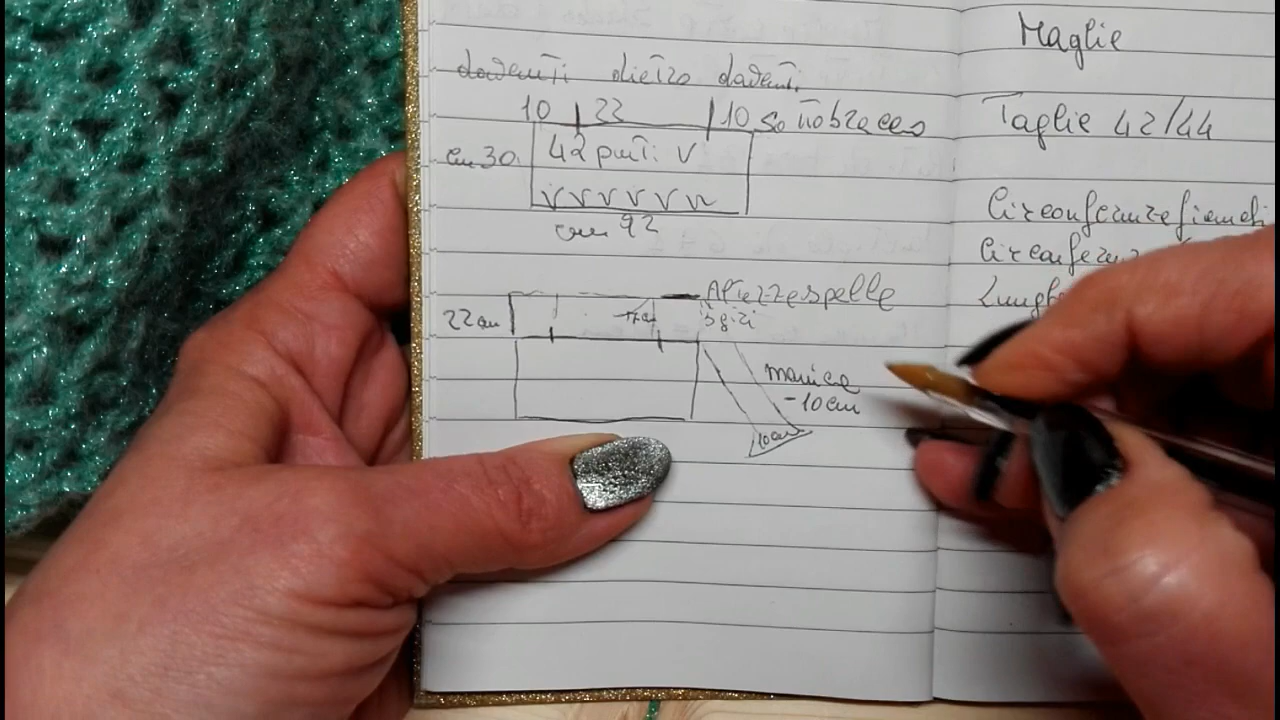 davanti dietro davanti
10 22 10 sottobraccio
cm 30 42 punti V
V V V V V V V
cm 92
Altezza spalle
22 cm
3 giri
manica
-10 cm
10 cm
Maglie
Taglie 42/44
Circonferenza fianchi